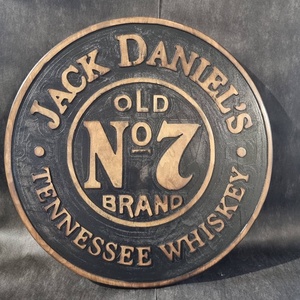 JACK DANIEL'S
OLD
No7
BRAND
TENNESSEE WHISKEY